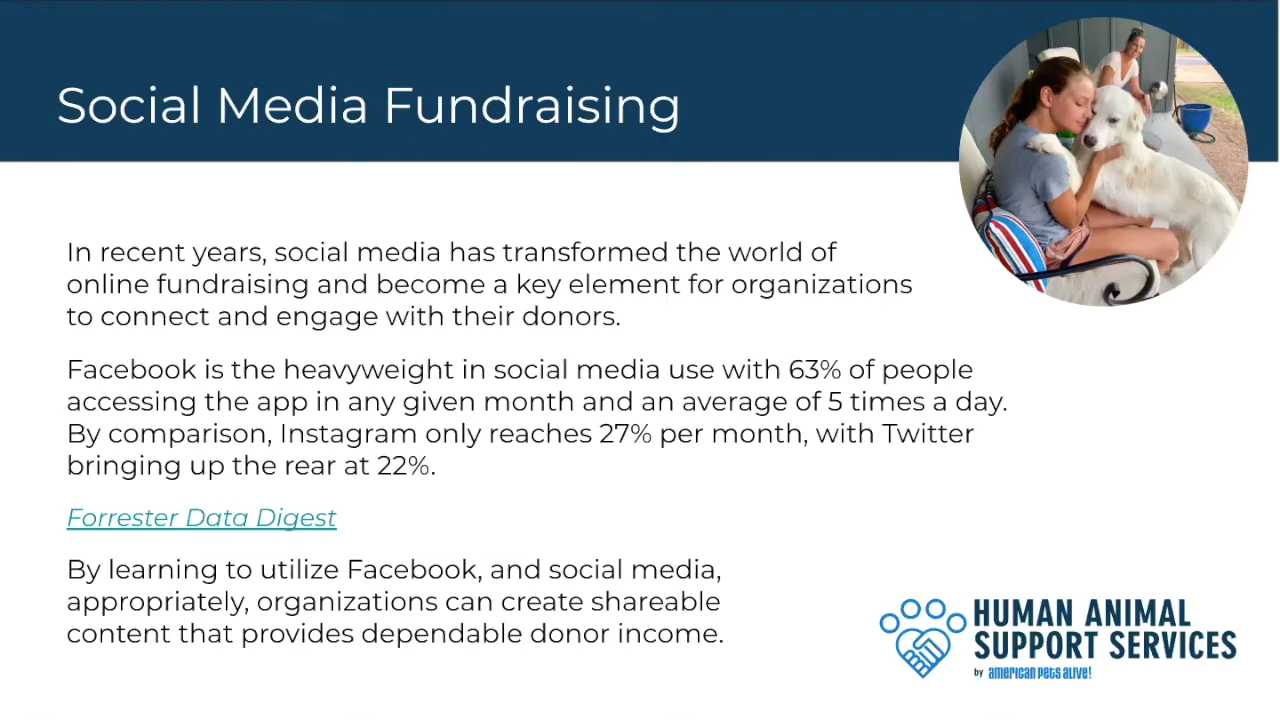 Social Media Fundraising
In recent years, social media has transformed the world of
online fundraising and become a key element for organizations
to connect and engage with their donors.
Facebook is the heavyweight in social media use with 63% of people
accessing the app in any given month and an average of 5 times a day.
By comparison, Instagram only reaches 27% per month, with Twitter
bringing up the rear at 22%.
Forrester Data Digest
By learning to utilize Facebook, and social media,
appropriately, organizations can create shareable
content that provides dependable donor income.
HUMAN ANIMAL
SUPPORT SERVICES
by american pets alive!